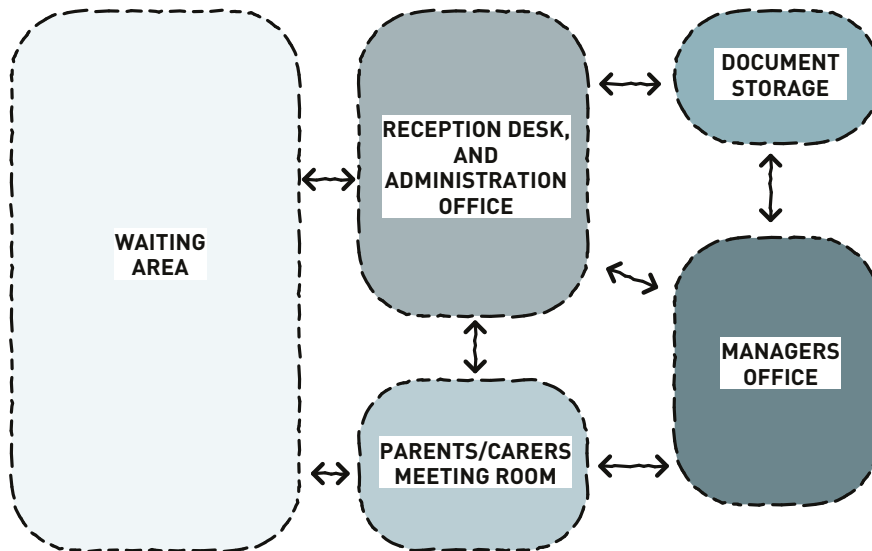 WAITING
AREA
RECEPTION DESK,
AND
ADMINISTRATION
OFFICE
DOCUMENT
STORAGE
PARENTS/CARERS
MEETING ROOM
MANAGERS
OFFICE